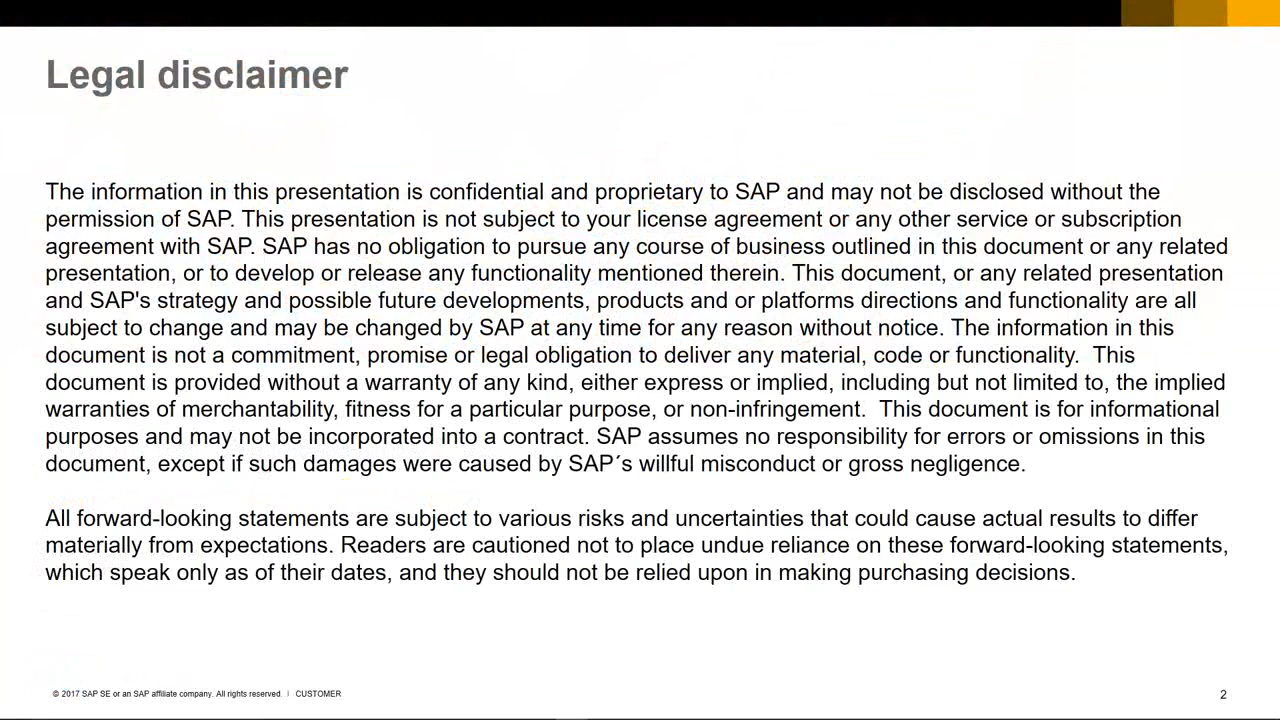 Legal disclaimer
The information in this presentation is confidential and proprietary to SAP and may not be disclosed without the
permission of SAP. This presentation is not subject to your license agreement or any other service or subscription
agreement with SAP. SAP has no obligation to pursue any course of business outlined in this document or any related
presentation, or to develop or release any functionality mentioned therein. This document, or any related presentation
and SAP's strategy and possible future developments, products and or platforms directions and functionality are all
subject to change and may be changed by SAP at any time for any reason without notice. The information in this
document is not a commitment, promise or legal obligation to deliver any material, code or functionality.  This
document is provided without a warranty of any kind, either express or implied, including but not limited to, the implied
warranties of merchantability, fitness for a particular purpose, or non-infringement.  This document is for informational
purposes and may not be incorporated into a contract. SAP assumes no responsibility for errors or omissions in this
document, except if such damages were caused by SAP´s willful misconduct or gross negligence.
All forward-looking statements are subject to various risks and uncertainties that could cause actual results to differ
materially from expectations. Readers are cautioned not to place undue reliance on these forward-looking statements,
which speak only as of their dates, and they should not be relied upon in making purchasing decisions.
© 2017 SAP SE or an SAP affiliate company. All rights reserved. | CUSTOMER
2